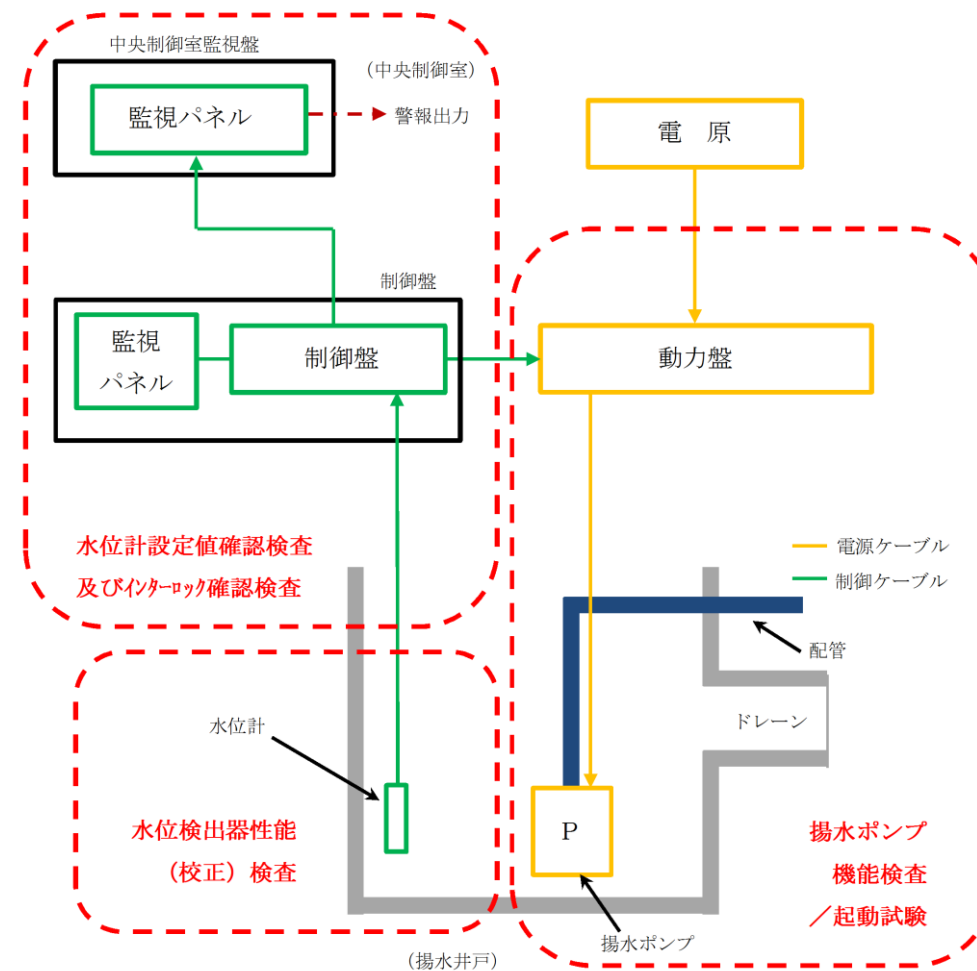 中央制御室監視盤
(中央制御室)
監視パネル
警報出力
電 原
制御盤
監視
パネル
制御盤
動力盤
水位計設定値確認検査
及びインターロック確認検査
電源ケーブル
制御ケーブル
配管
水位計
ドレーン
水位検出器性能
(校正)検査
P
揚水ポンプ
機能検査
／起動試験
揚水ポンプ
(揚水井戸)